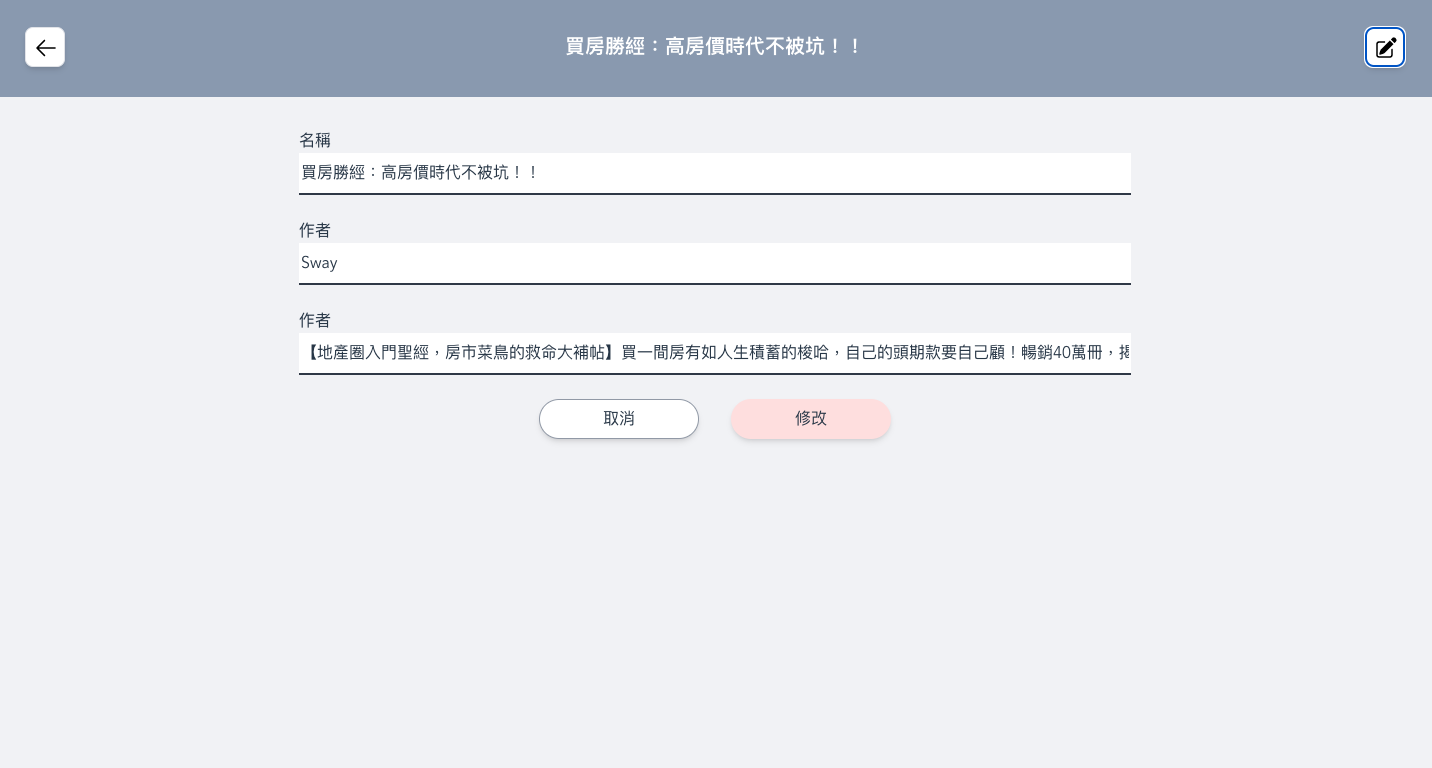 買房勝經：高房價時代不被坑！！
名稱
買房勝經：高房價時代不被坑！！
作者
Sway
作者
【地產圈入門聖經，房市菜鳥的救命大補帖】買一間房有如人生積蓄的梭哈，自己的頭期款要自己顧！暢銷40萬冊，揭
取消
修改